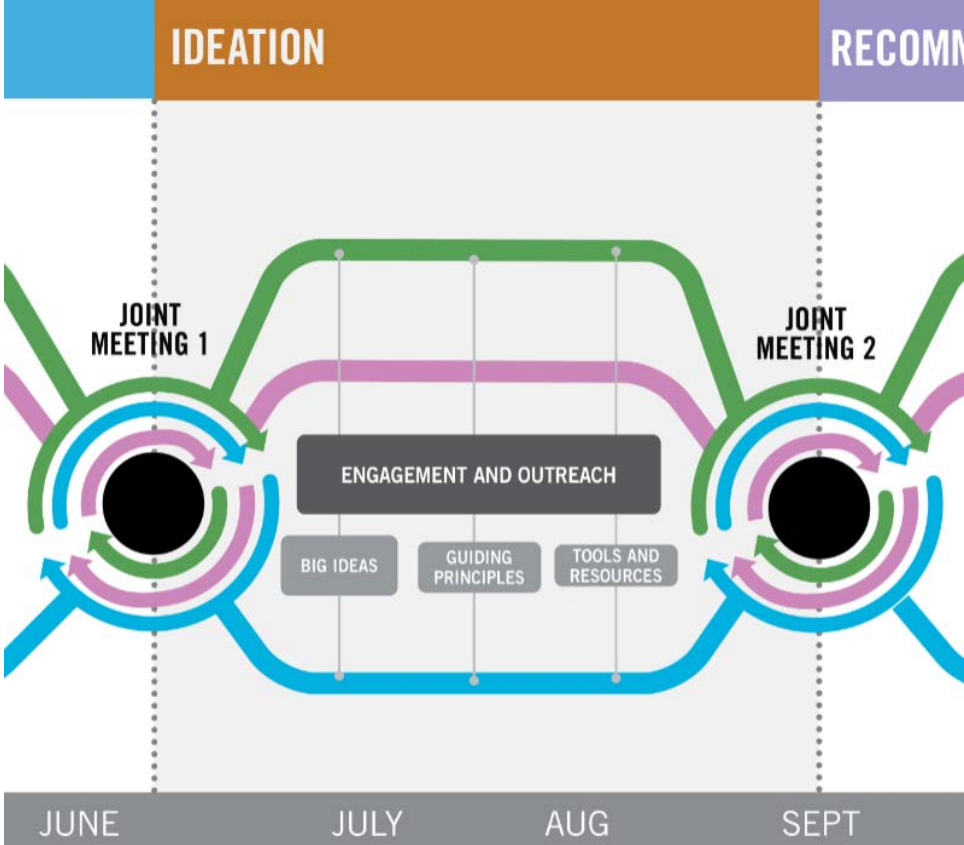 IDEATION
RECOMM
JOINT
MEETING 1
JOINT
MEETING 2
ENGAGEMENT AND OUTREACH
BIG IDEAS
GUIDING
PRINCIPLES
TOOLS AND
RESOURCES
JUNE
JULY
AUG
SEPT